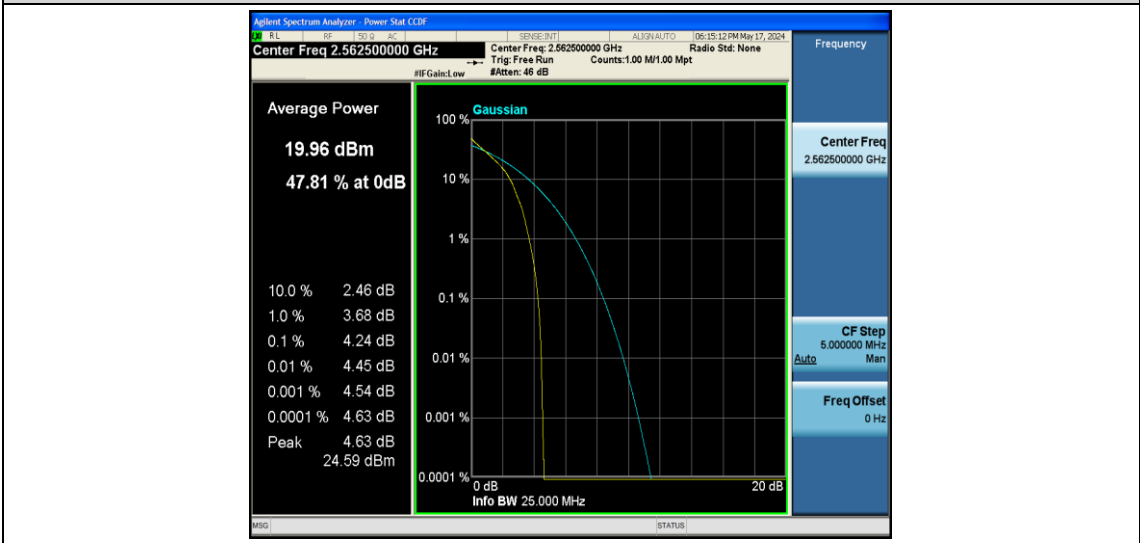 Agilent Spectrum Analyzer - Power Stat CCDF
LXI RL RF 50 Ω AC SENSE:INT ALIGN AUTO 06:15:12 PM May 17, 2024
Center Freq 2.562500000 GHz
Center Freq: 2.562500000 GHz Radio Std: None
Trig: Free Run Counts:1.00 M/1.00 Mpt
#IFGain:Low #Atten: 46 dB
Average Power
19.96 dBm
47.81 % at 0dB
10.0 % 2.46 dB
1.0 % 3.68 dB
0.1 % 4.24 dB
0.01 % 4.45 dB
0.001 % 4.54 dB
0.0001 % 4.63 dB
Peak 4.63 dB
24.59 dBm
Gaussian
100 %
10 %
1 %
0.1 %
0.01 %
0.001 %
0.0001 %
0 dB 20 dB
Info BW 25.000 MHz
Frequency
Center Freq
2.562500000 GHz
CF Step
5.000000 MHz
Auto Man
Freq Offset
0 Hz
MSG STATUS